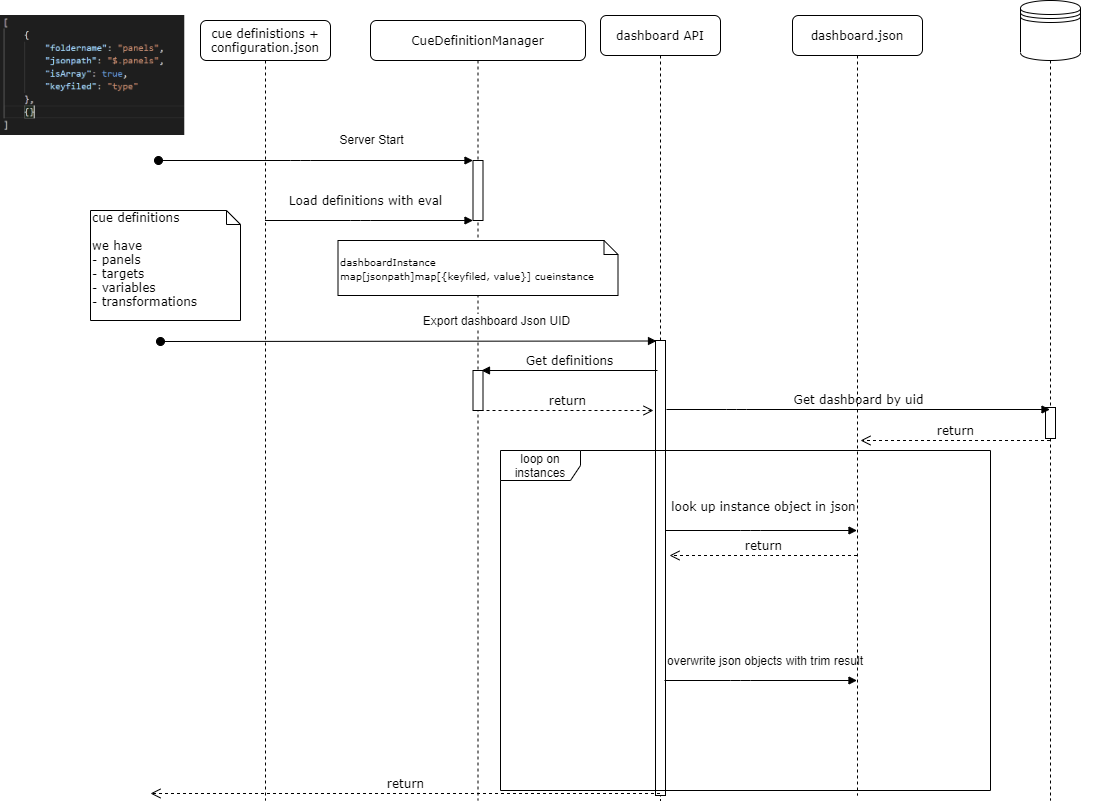 [
{
"foldername": "panels",
"jsonpath": "$.panels",
"isArray": true,
"keyfiled": "type"
},
{}
]
cue definistions +
configuration.json
CueDefinitionManager
dashboard API
dashboard.json
Server Start
Load definitions with eval
cue definitions
we have
- panels
- targets
- variables
- transformations
dashboardInstance
map[jsonpath]map[{keyfiled, value}] cueinstance
Export dashboard Json UID
Get definitions
return
Get dashboard by uid
return
loop on
instances
look up instance object in json
return
overwrite json objects with trim result
return